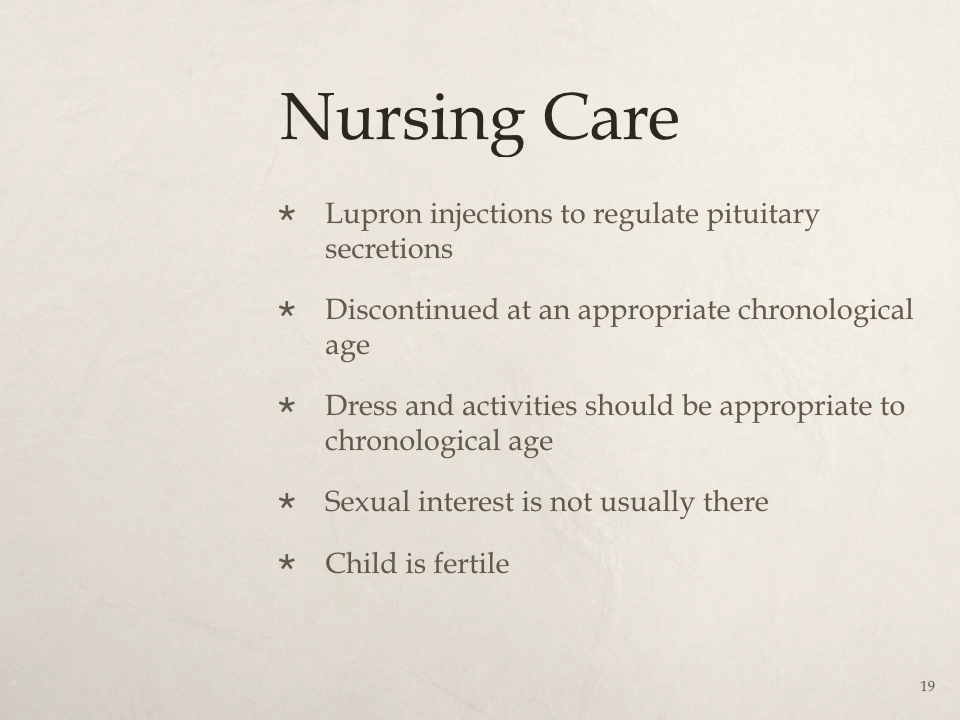 Nursing Care
* Lupron injections to regulate pituitary
secretions
* Discontinued at an appropriate chronological
age
* Dress and activities should be appropriate to
chronological age
* Sexual interest is not usually there
* Child is fertile
19